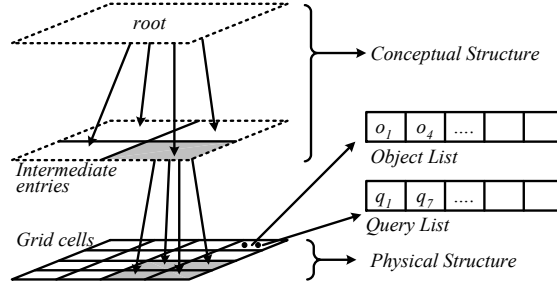 root
Conceptual Structure
o1 o4 ....
Object List
Intermediate
entries
q1 q7 ....
Query List
Grid cells
Physical Structure